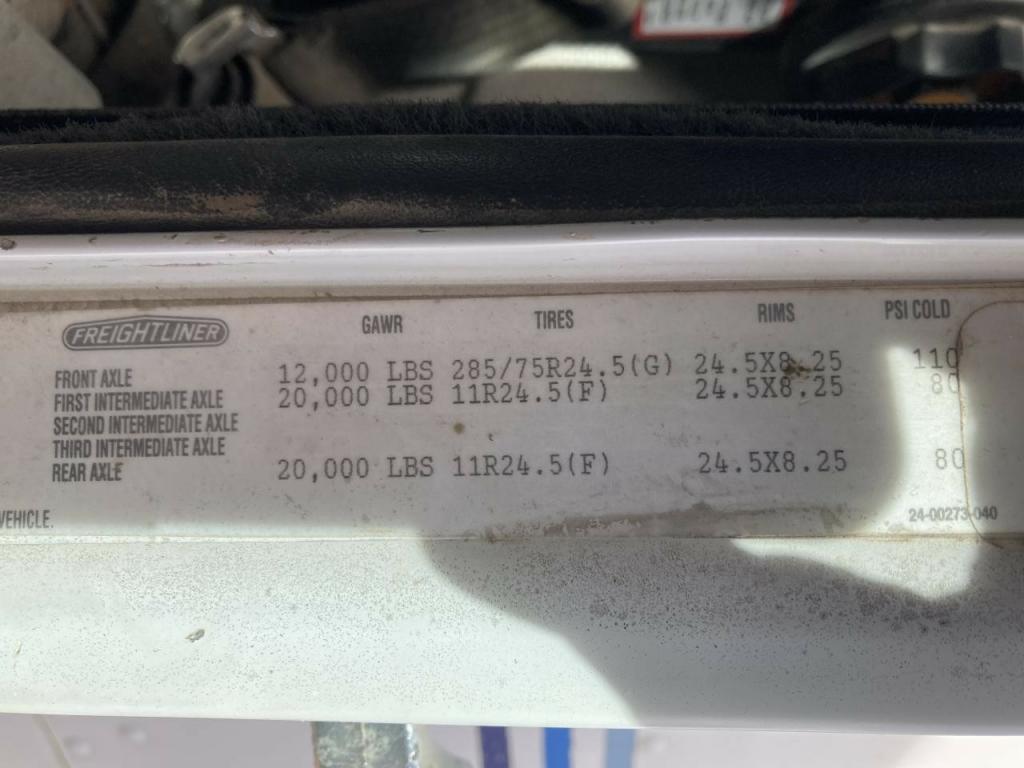 FREIGHTLINER GAWR TIRES RIMS PSI COLD
FRONT AXLE 12,000 LBS 285/75R24.5(G) 24.5X8.25 110
FIRST INTERMEDIATE AXLE 20,000 LBS 11R24.5(F) 24.5X8.25 80
SECOND INTERMEDIATE AXLE
THIRD INTERMEDIATE AXLE
REAR AXLE 20,000 LBS 11R24.5(F) 24.5X8.25 80
VEHICLE. 24-00273-040